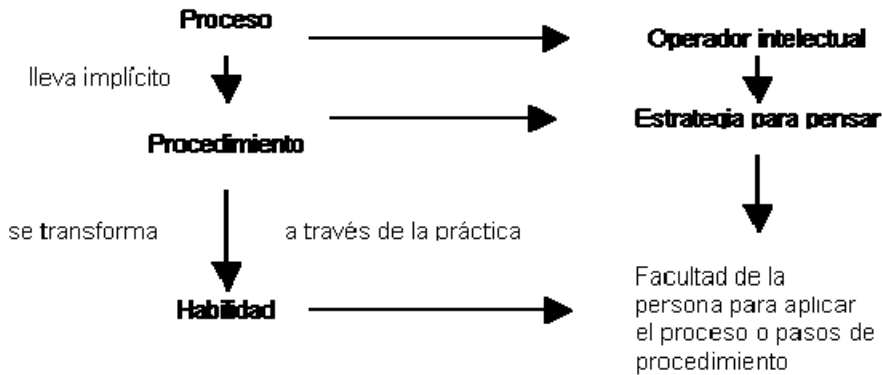 Proceso
Operador intelectual
lleva implícito
Procedimiento
Estrategia para pensar
se transforma
a través de la práctica
Habilidad
Facultad de la
persona para aplicar
el proceso o pasos de
procedimiento